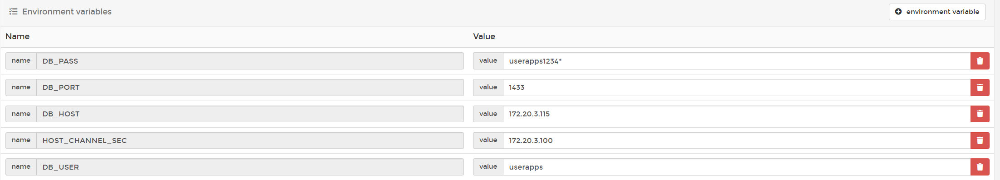 Environment variables
environment variable
Name Value
name DB_PASS value userapps1234*
name DB_PORT value 1433
name DB_HOST value 172.20.3.115
name HOST_CHANNEL_SEC value 172.20.3.100
name DB_USER value userapps